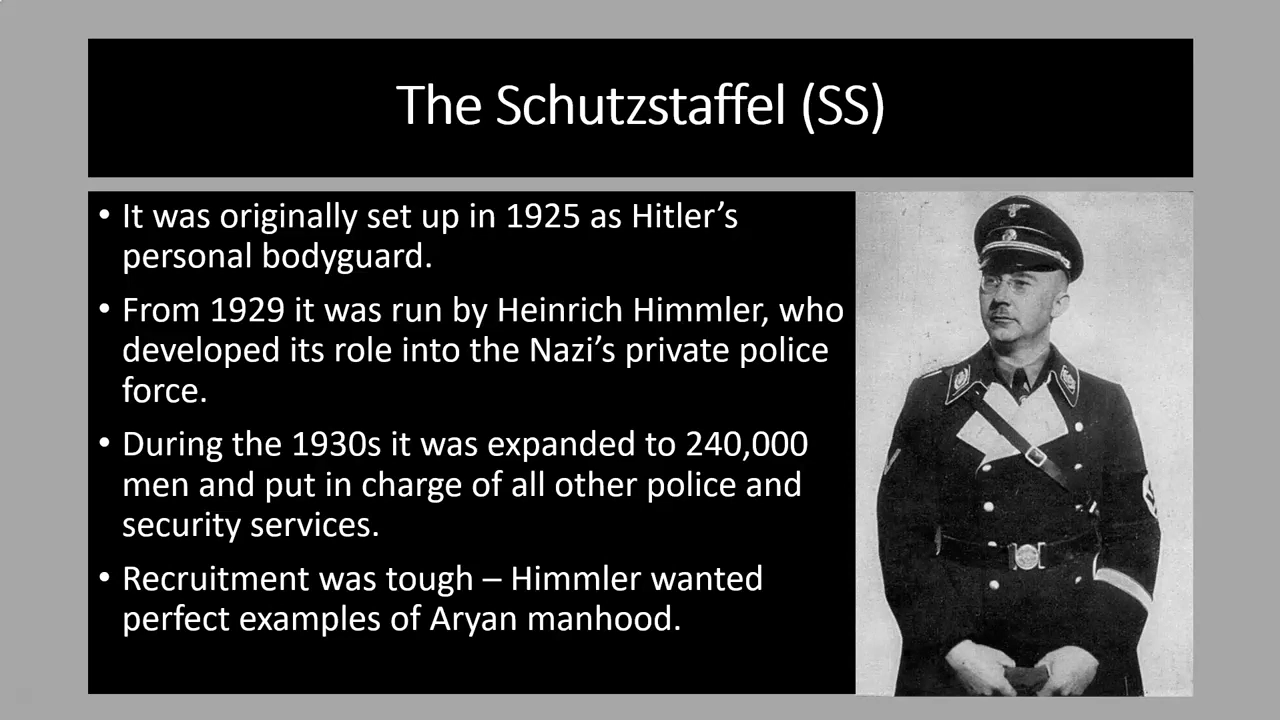 The Schutzstaffel (SS)
• It was originally set up in 1925 as Hitler’s
personal bodyguard.
• From 1929 it was run by Heinrich Himmler, who
developed its role into the Nazi’s private police
force.
• During the 1930s it was expanded to 240,000
men and put in charge of all other police and
security services.
• Recruitment was tough – Himmler wanted
perfect examples of Aryan manhood.